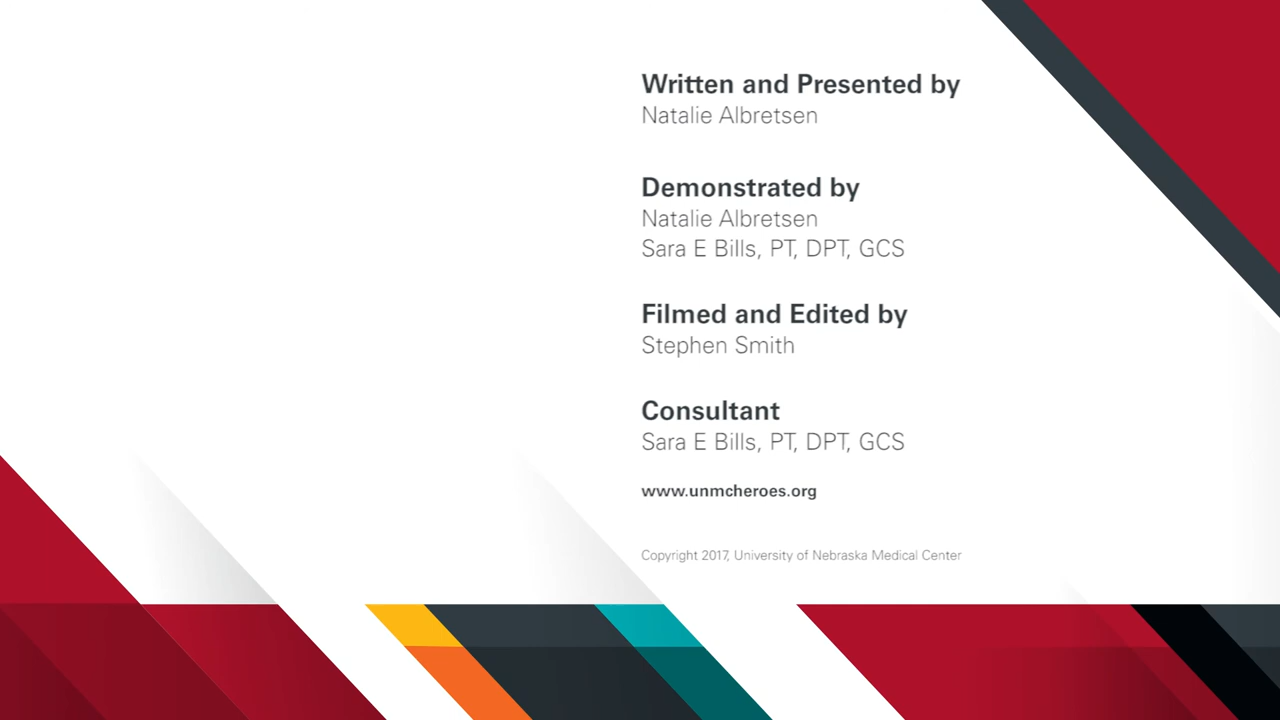 Written and Presented by
Natalie Albretsen
Demonstrated by
Natalie Albretsen
Sara E Bills, PT, DPT, GCS
Filmed and Edited by
Stephen Smith
Consultant
Sara E Bills, PT, DPT, GCS
www.unmcheroes.org
Copyright 2017, University of Nebraska Medical Center